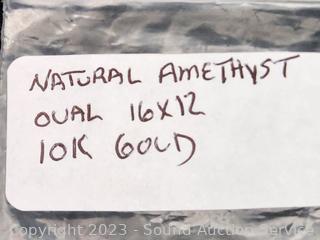 NATURAL AMETHYST
OVAL 16X12
10K GOLD
Copyright 2023 - Sound Auction Service